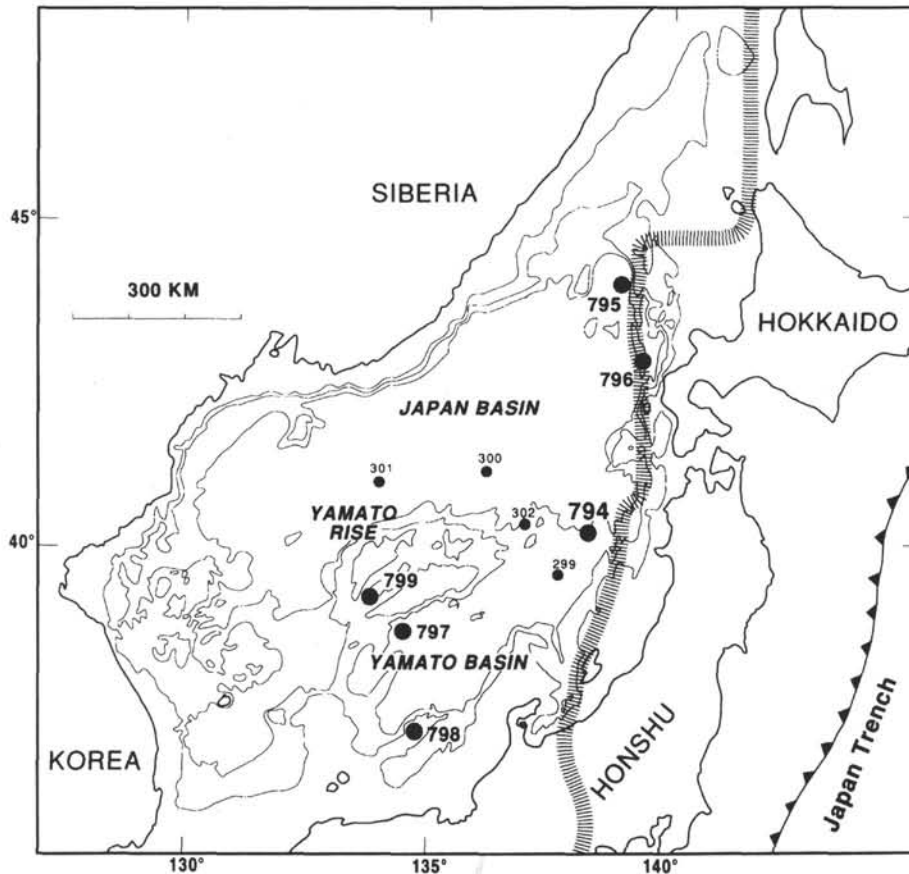 SIBERIA
45°
300 KM
795
HOKKAIDO
796
JAPAN BASIN
301
300
YAMATO
RISE
302
794
40°
299
799
797
YAMATO BASIN
798
KOREA
HONSHU
Japan Trench
130°
135°
140°